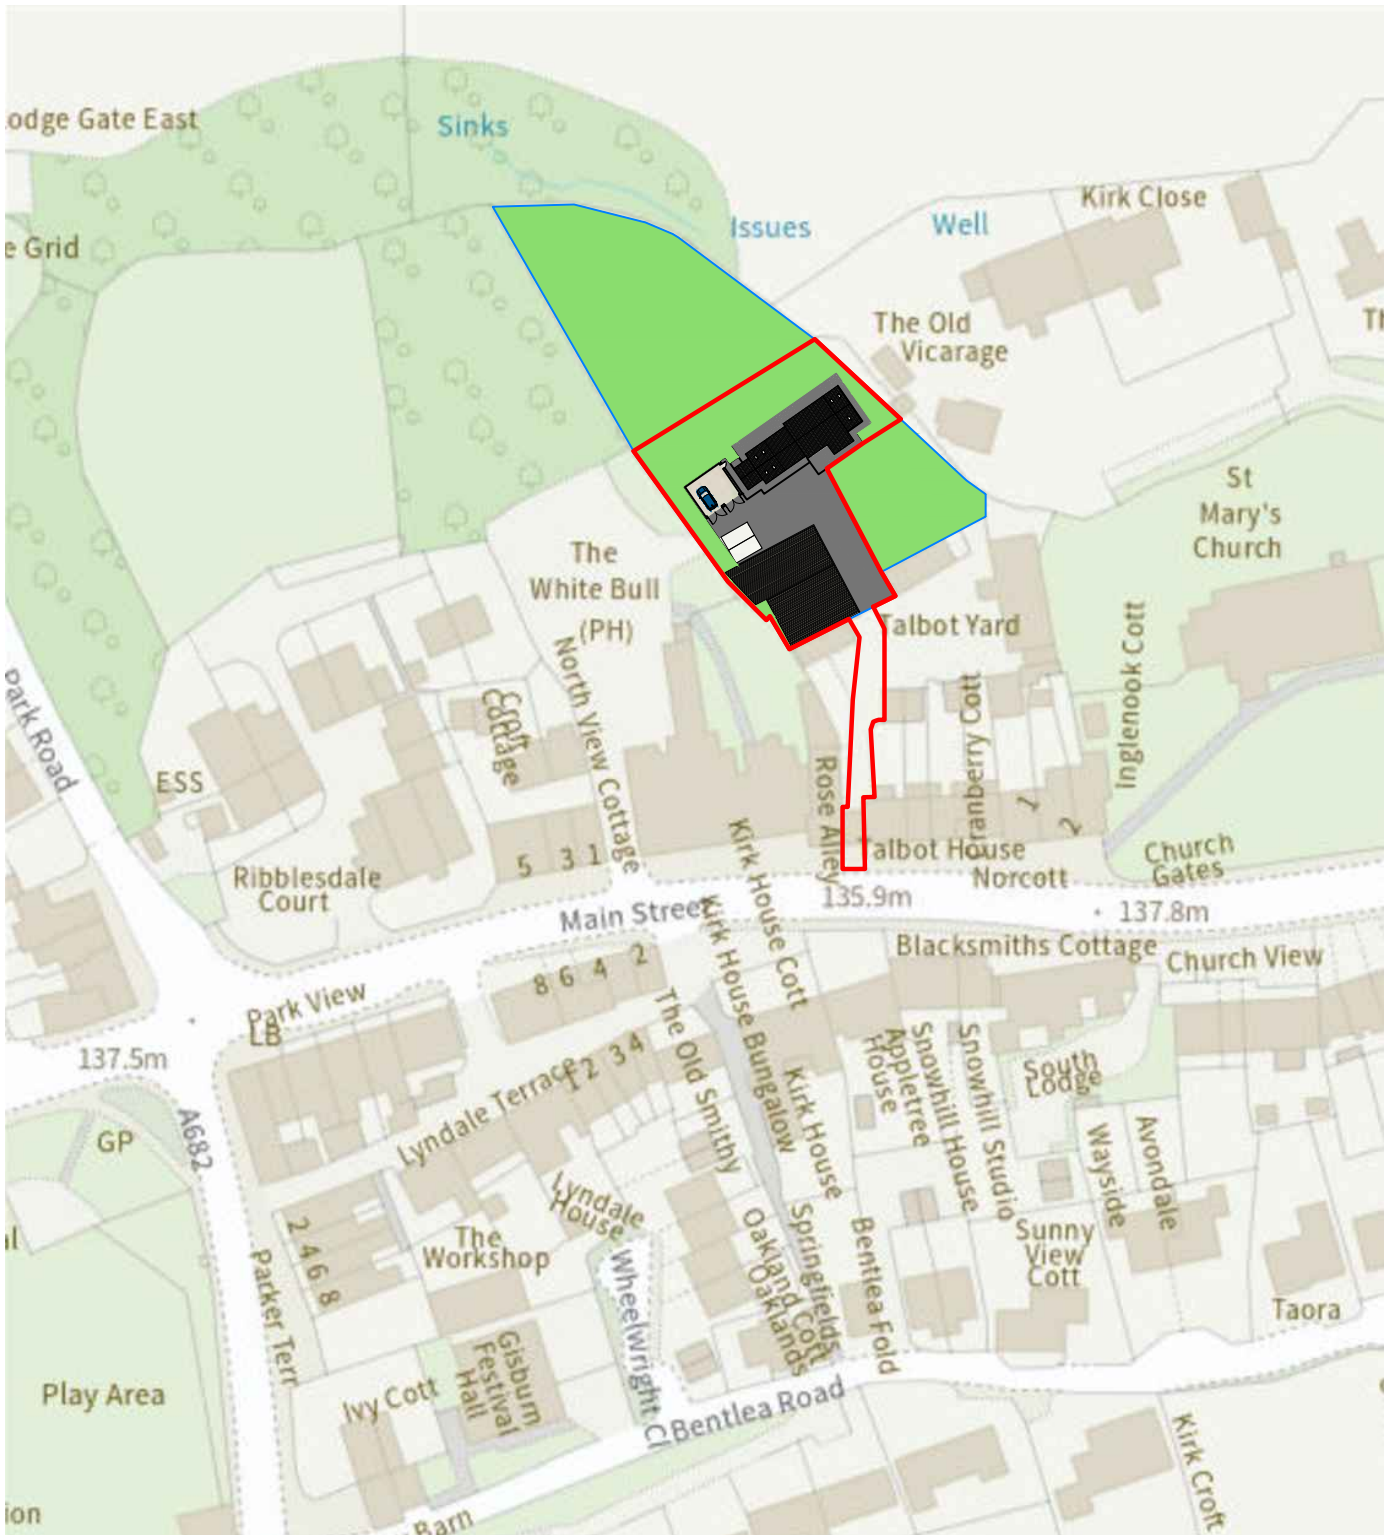 odge Gate East
Sinks
Issues
Well
Kirk Close
e Grid
The Old
Vicarage
Th
St
Mary's
Church
The
White Bull
(PH)
Talbot Yard
Park Road
North View Cottage
Croft
Cottage
Cranberry Cott
Inglenook Cott
ESS
Rose Alley
1
2
5 3 1
Talbot House
Norcott
Church
Gates
Ribblesdale
Court
Kirk House Cott
Main Street
135.9m
137.8m
Kirk House Bungalow
Blacksmiths Cottage
Church View
8 6 4 2
Park View
LB
137.5m
The Old Smithy
Lyndale Terrace
1 2 3 4
Kirk House
Appletree
House
Snowhill House
Snowhill Studio
South
Lodge
A682
GP
Wayside
Avondale
Lyndale
House
2 4 6 8
The
Workshop
Wheelwright Cl
Oakland Cott
Oaklands
Springfields
Bentlea Fold
Sunny
View
Cott
al
Parker Terr
Taora
Gisburn
Festival
Hall
Play Area
Ivy Cott
Bentlea Road
Kirk Croft
ion
Barn